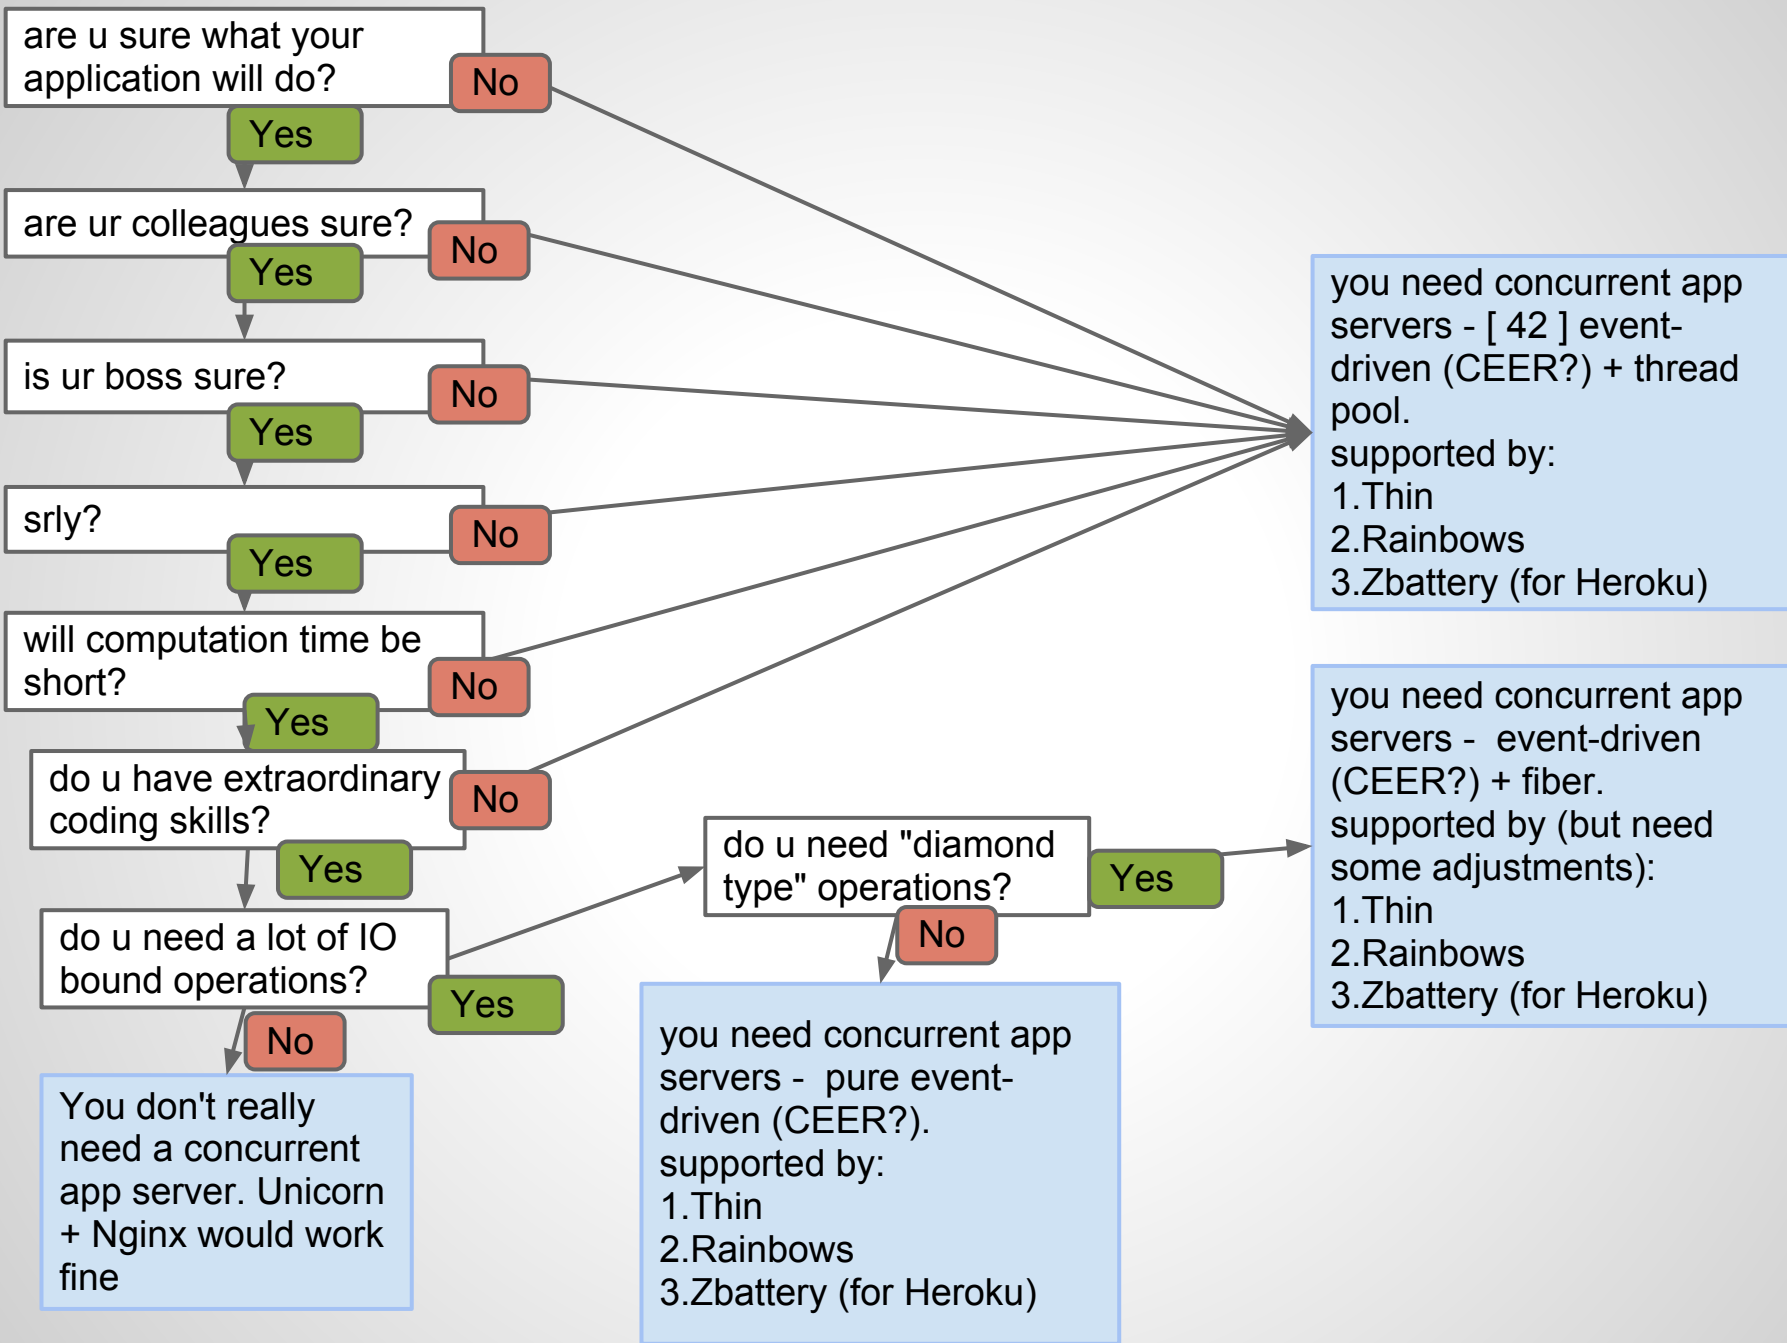 are u sure what your
application will do?
No
Yes
are ur colleagues sure?
No
Yes
is ur boss sure?
No
Yes
srly?
No
Yes
will computation time be
short?
No
Yes
do u have extraordinary
coding skills?
No
Yes
do u need a lot of IO
bound operations?
Yes
No
You don't really
need a concurrent
app server. Unicorn
+ Nginx would work
fine
do u need "diamond
type" operations?
Yes
No
you need concurrent app
servers -  pure event-
driven (CEER?).
supported by:
1.Thin
2.Rainbows
3.Zbattery (for Heroku)
you need concurrent app
servers - [ 42 ] event-
driven (CEER?) + thread
pool.
supported by:
1.Thin
2.Rainbows
3.Zbattery (for Heroku)
you need concurrent app
servers -  event-driven
(CEER?) + fiber.
supported by (but need
some adjustments):
1.Thin
2.Rainbows
3.Zbattery (for Heroku)